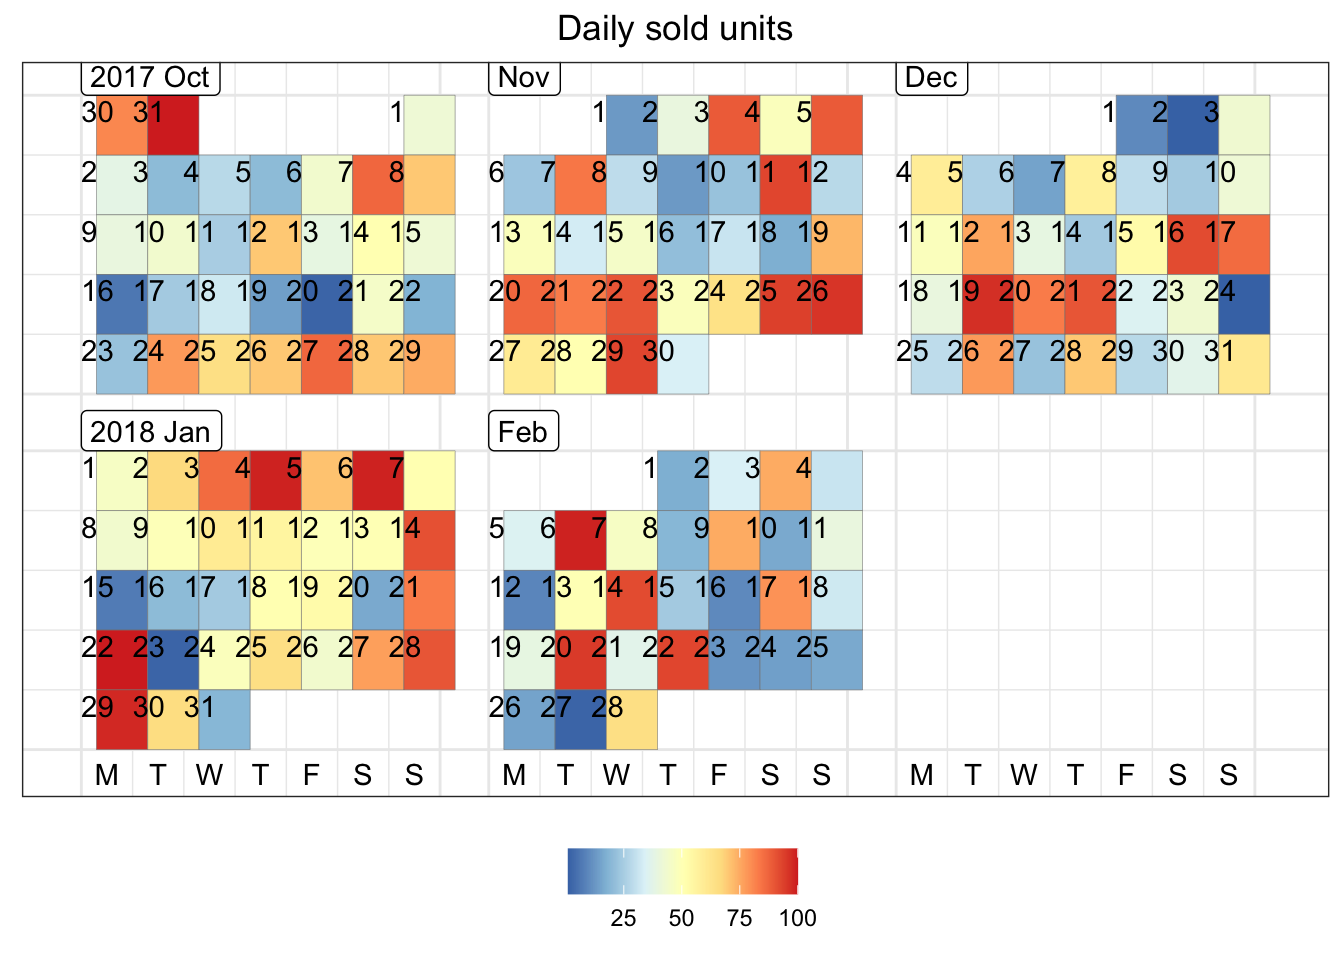 Daily sold units
2017 Oct Nov Dec
30 31 1 1 2 3 4 5 1 2 3
2 3 4 5 6 7 8 6 7 8 9 10 11 12 4 5 6 7 8 9 10
9 10 11 12 13 14 15 13 14 15 16 17 18 19 11 12 13 14 15 16 17
16 17 18 19 20 21 22 20 21 22 23 24 25 26 18 19 20 21 22 23 24
23 24 25 26 27 28 29 27 28 29 30 25 26 27 28 29 30 31
2018 Jan Feb
1 2 3 4 5 6 7 1 2 3 4
8 9 10 11 12 13 14 5 6 7 8 9 10 11
15 16 17 18 19 20 21 12 13 14 15 16 17 18
22 23 24 25 26 27 28 19 20 21 22 23 24 25
29 30 31 26 27 28
M T W T F S S M T W T F S S M T W T F S S
25 50 75 100